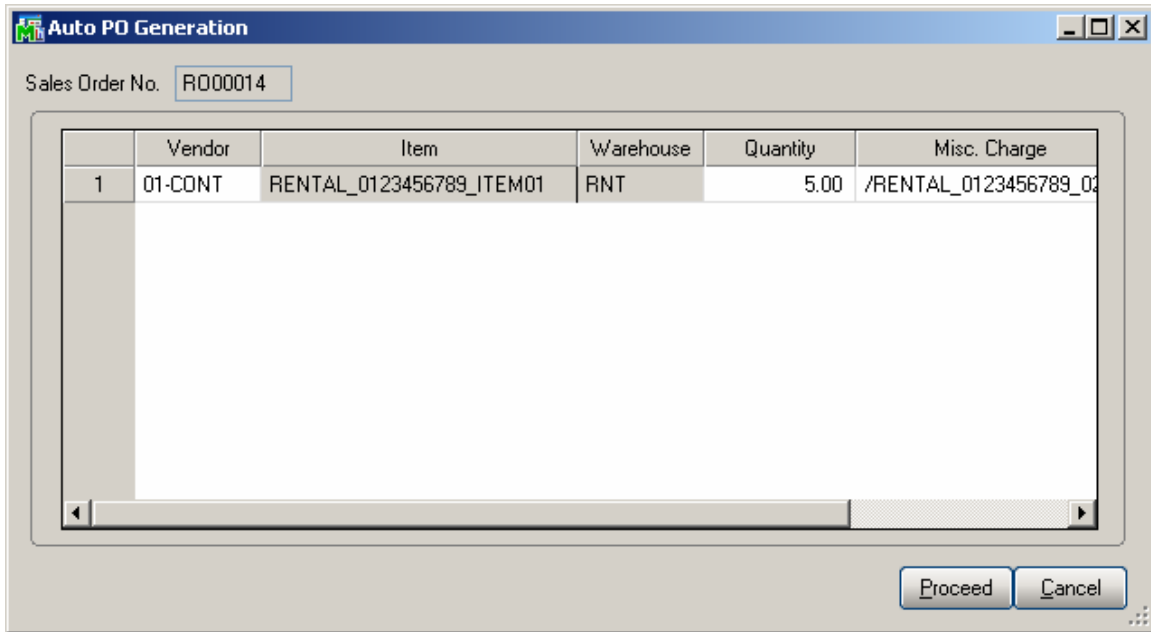 Auto PO Generation
Sales Order No. RO00014
Vendor Item Warehouse Quantity Misc. Charge
1 01-CONT RENTAL_0123456789_ITEM01 RNT 5.00 /RENTAL_0123456789_02
Proceed Cancel